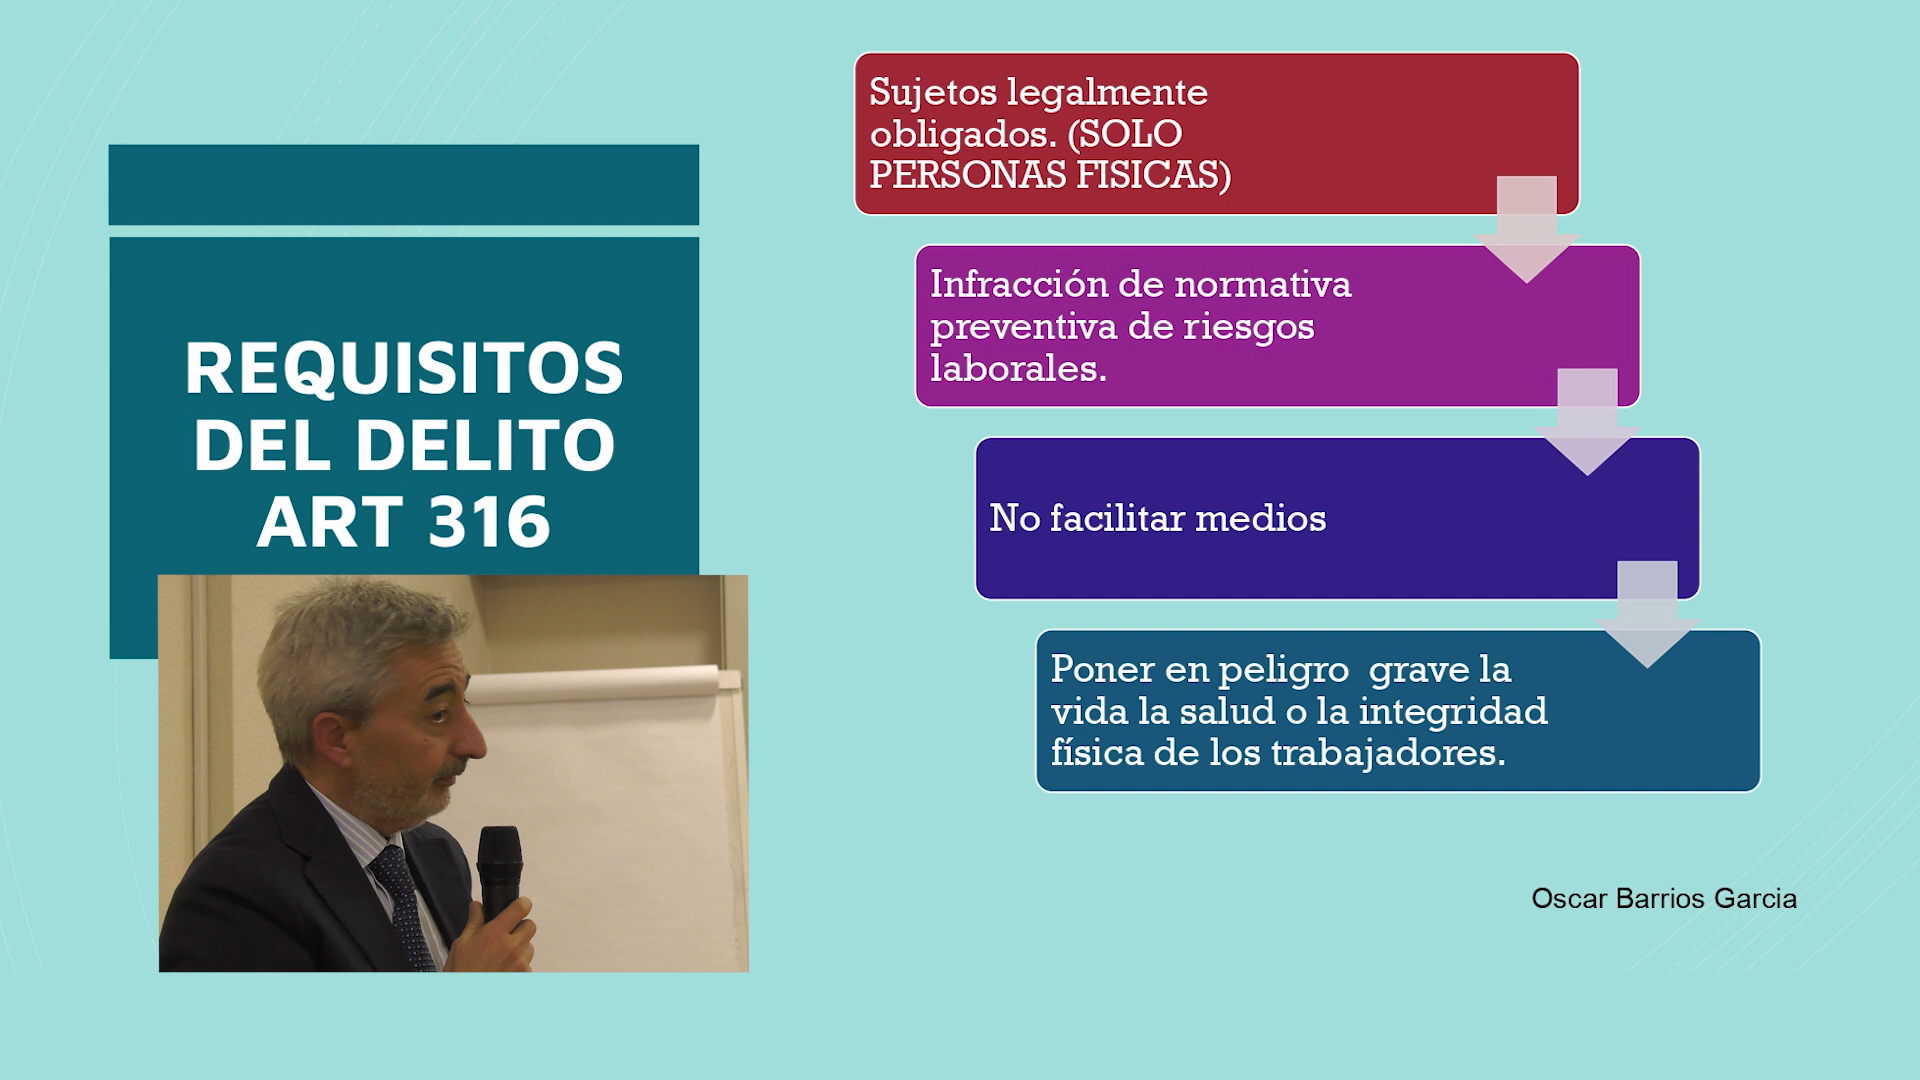 REQUISITOS
DEL DELITO
ART 316
Sujetos legalmente
obligados. (SOLO
PERSONAS FISICAS)
Infracción de normativa
preventiva de riesgos
laborales.
No facilitar medios
Poner en peligro  grave la
vida la salud o la integridad
física de los trabajadores.
Oscar Barrios Garcia